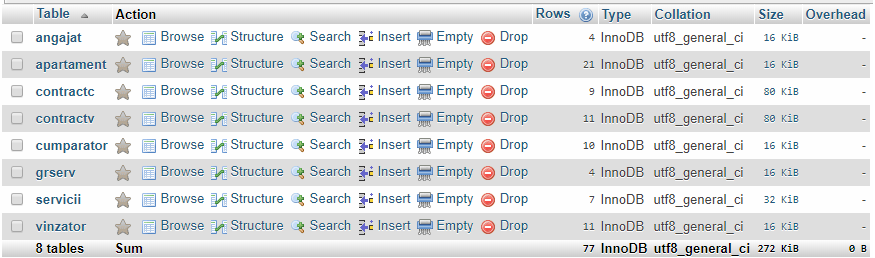 Table Action Rows Type Collation Size Overhead
angajat Browse Structure Search Insert Empty Drop 4 InnoDB utf8_general_ci 16 KiB -
apartament Browse Structure Search Insert Empty Drop 21 InnoDB utf8_general_ci 16 KiB -
contractc Browse Structure Search Insert Empty Drop 9 InnoDB utf8_general_ci 80 KiB -
contractv Browse Structure Search Insert Empty Drop 11 InnoDB utf8_general_ci 80 KiB -
cumparator Browse Structure Search Insert Empty Drop 10 InnoDB utf8_general_ci 16 KiB -
grserv Browse Structure Search Insert Empty Drop 4 InnoDB utf8_general_ci 16 KiB -
servicii Browse Structure Search Insert Empty Drop 7 InnoDB utf8_general_ci 32 KiB -
vinzator Browse Structure Search Insert Empty Drop 11 InnoDB utf8_general_ci 16 KiB -
8 tables Sum 77 InnoDB utf8_general_ci 272 KiB 0 B